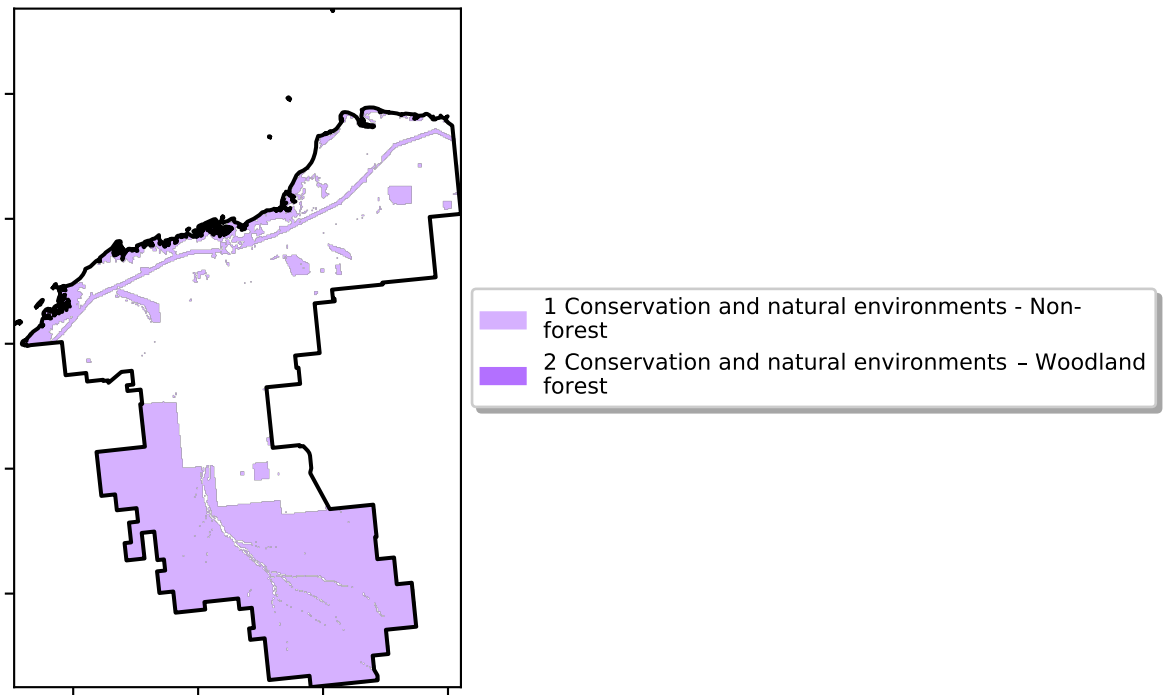 1 Conservation and natural environments - Non-
forest
2 Conservation and natural environments – Woodland
forest